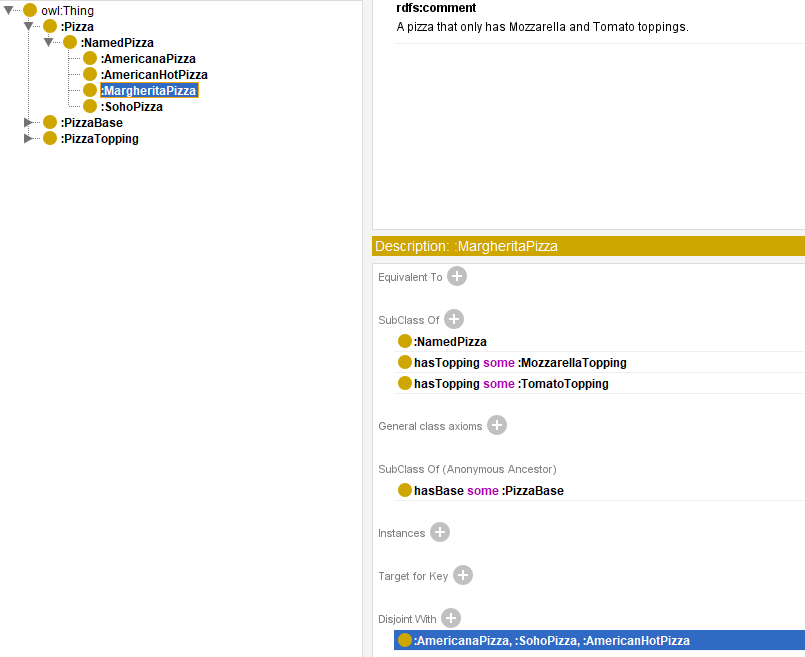 owl:Thing
:Pizza
:NamedPizza
:AmericanaPizza
:AmericanHotPizza
:MargheritaPizza
:SohoPizza
:PizzaBase
:PizzaTopping
rdfs:comment
A pizza that only has Mozzarella and Tomato toppings.
Description: :MargheritaPizza
Equivalent To
SubClass Of
:NamedPizza
hasTopping some :MozzarellaTopping
hasTopping some :TomatoTopping
General class axioms
SubClass Of (Anonymous Ancestor)
hasBase some :PizzaBase
Instances
Target for Key
Disjoint With
:AmericanaPizza, :SohoPizza, :AmericanHotPizza